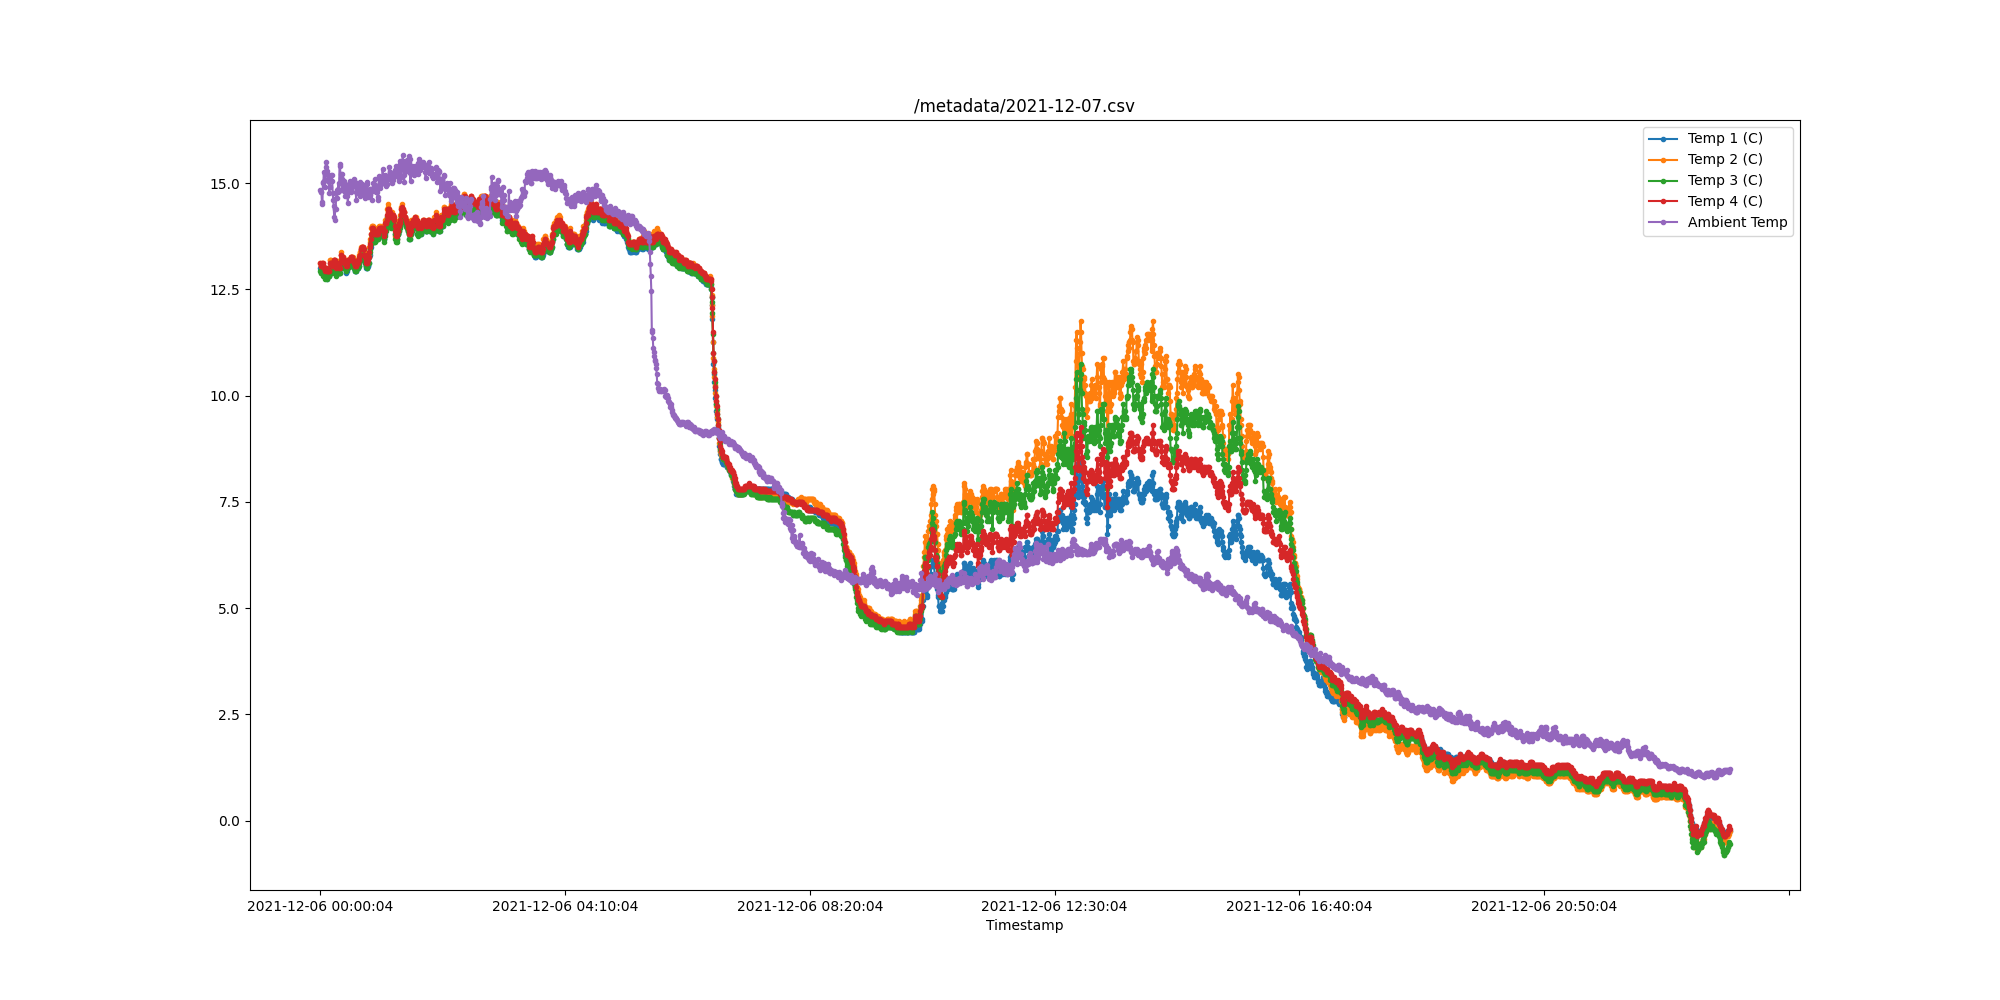 /metadata/2021-12-07.csv
Temp 1 (C)
Temp 2 (C)
Temp 3 (C)
Temp 4 (C)
Ambient Temp
15.0
12.5
10.0
7.5
5.0
2.5
0.0
2021-12-06 00:00:04
2021-12-06 04:10:04
2021-12-06 08:20:04
2021-12-06 12:30:04
2021-12-06 16:40:04
2021-12-06 20:50:04
Timestamp